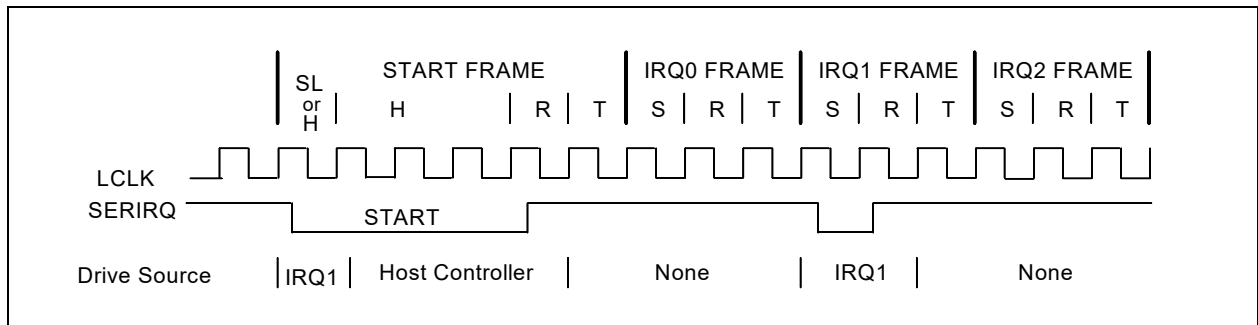 SL or H
START FRAME
IRQ0 FRAME
IRQ1 FRAME
IRQ2 FRAME
H R T S R T S R T S R T
LCLK
SERIRQ
START
Drive Source
IRQ1
Host Controller
None
IRQ1
None